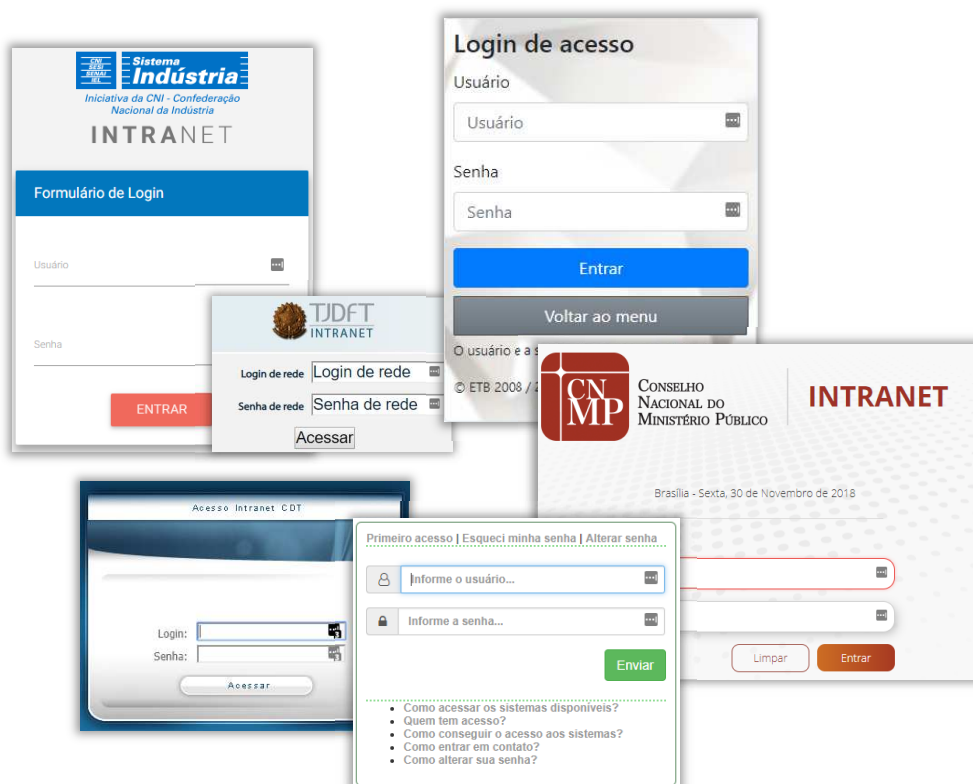 CNI
SESI
SENAI
IEL
Sistema
Indústria
Iniciativa da CNI - Confederação
Nacional da Indústria
INTRANET
Formulário de Login
Usuário
Senha
ENTRAR
Login de acesso
Usuário
Usuário
Senha
Senha
Entrar
Voltar ao menu
O usuário e a s
© ETB 2008 / 2
TJDFT
INTRANET
Login de rede Login de rede
Senha de rede Senha de rede
Acessar
CN
MP
CONSELHO
NACIONAL DO
MINISTÉRIO PÚBLICO
INTRANET
Brasília - Sexta, 30 de Novembro de 2018
Limpar Entrar
Acesso Intranet CDT
Login:
Senha:
Acessar
Primeiro acesso | Esqueci minha senha | Alterar senha
Informe o usuário...
Informe a senha...
Enviar
• Como acessar os sistemas disponíveis?
• Quem tem acesso?
• Como conseguir o acesso aos sistemas?
• Como entrar em contato?
• Como alterar sua senha?